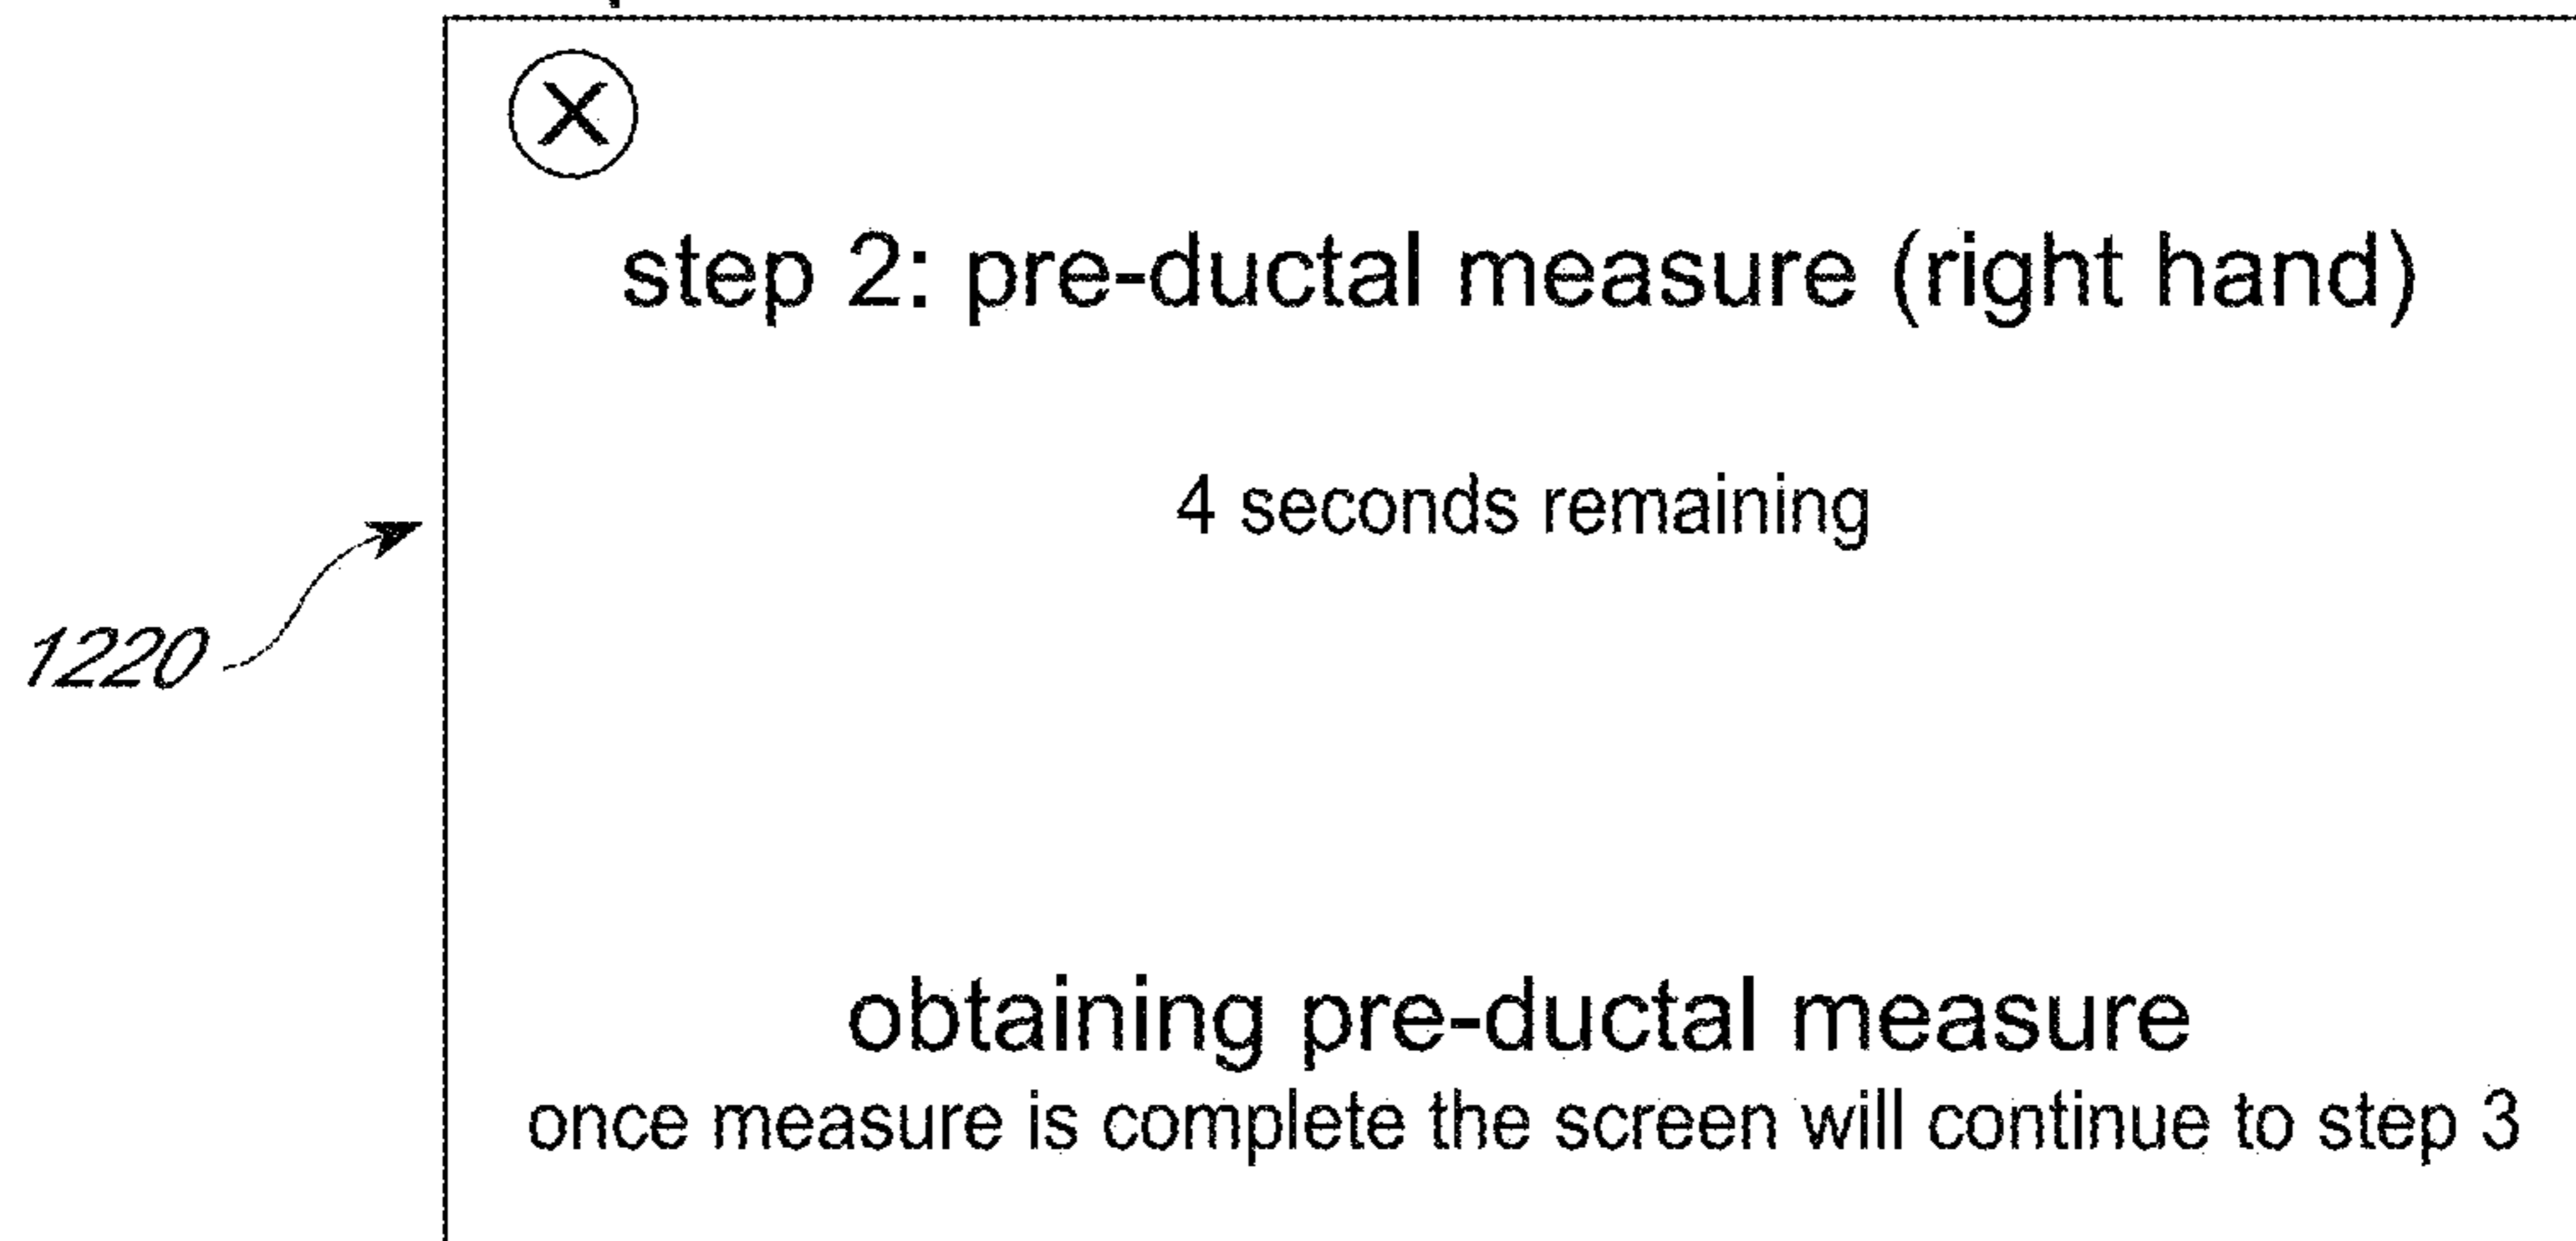 step 2: pre-ductal measure (right hand)
4 seconds remaining
1220
obtaining pre-ductal measure
once measure is complete the screen will continue to step 3